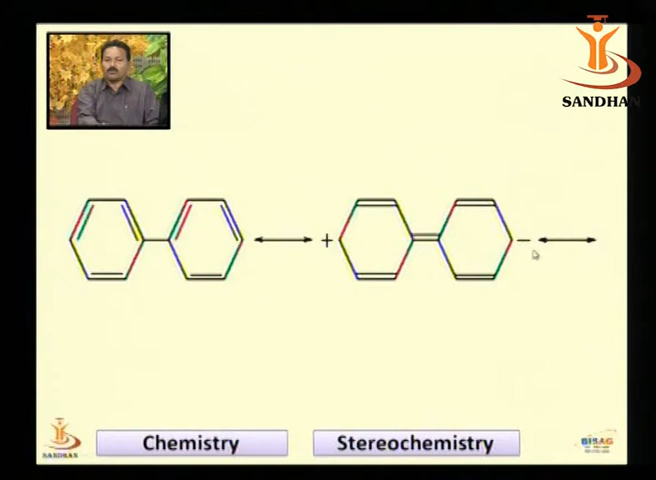 SANDHAN
+
−
SANDHAN
Chemistry
Stereochemistry
BISAG